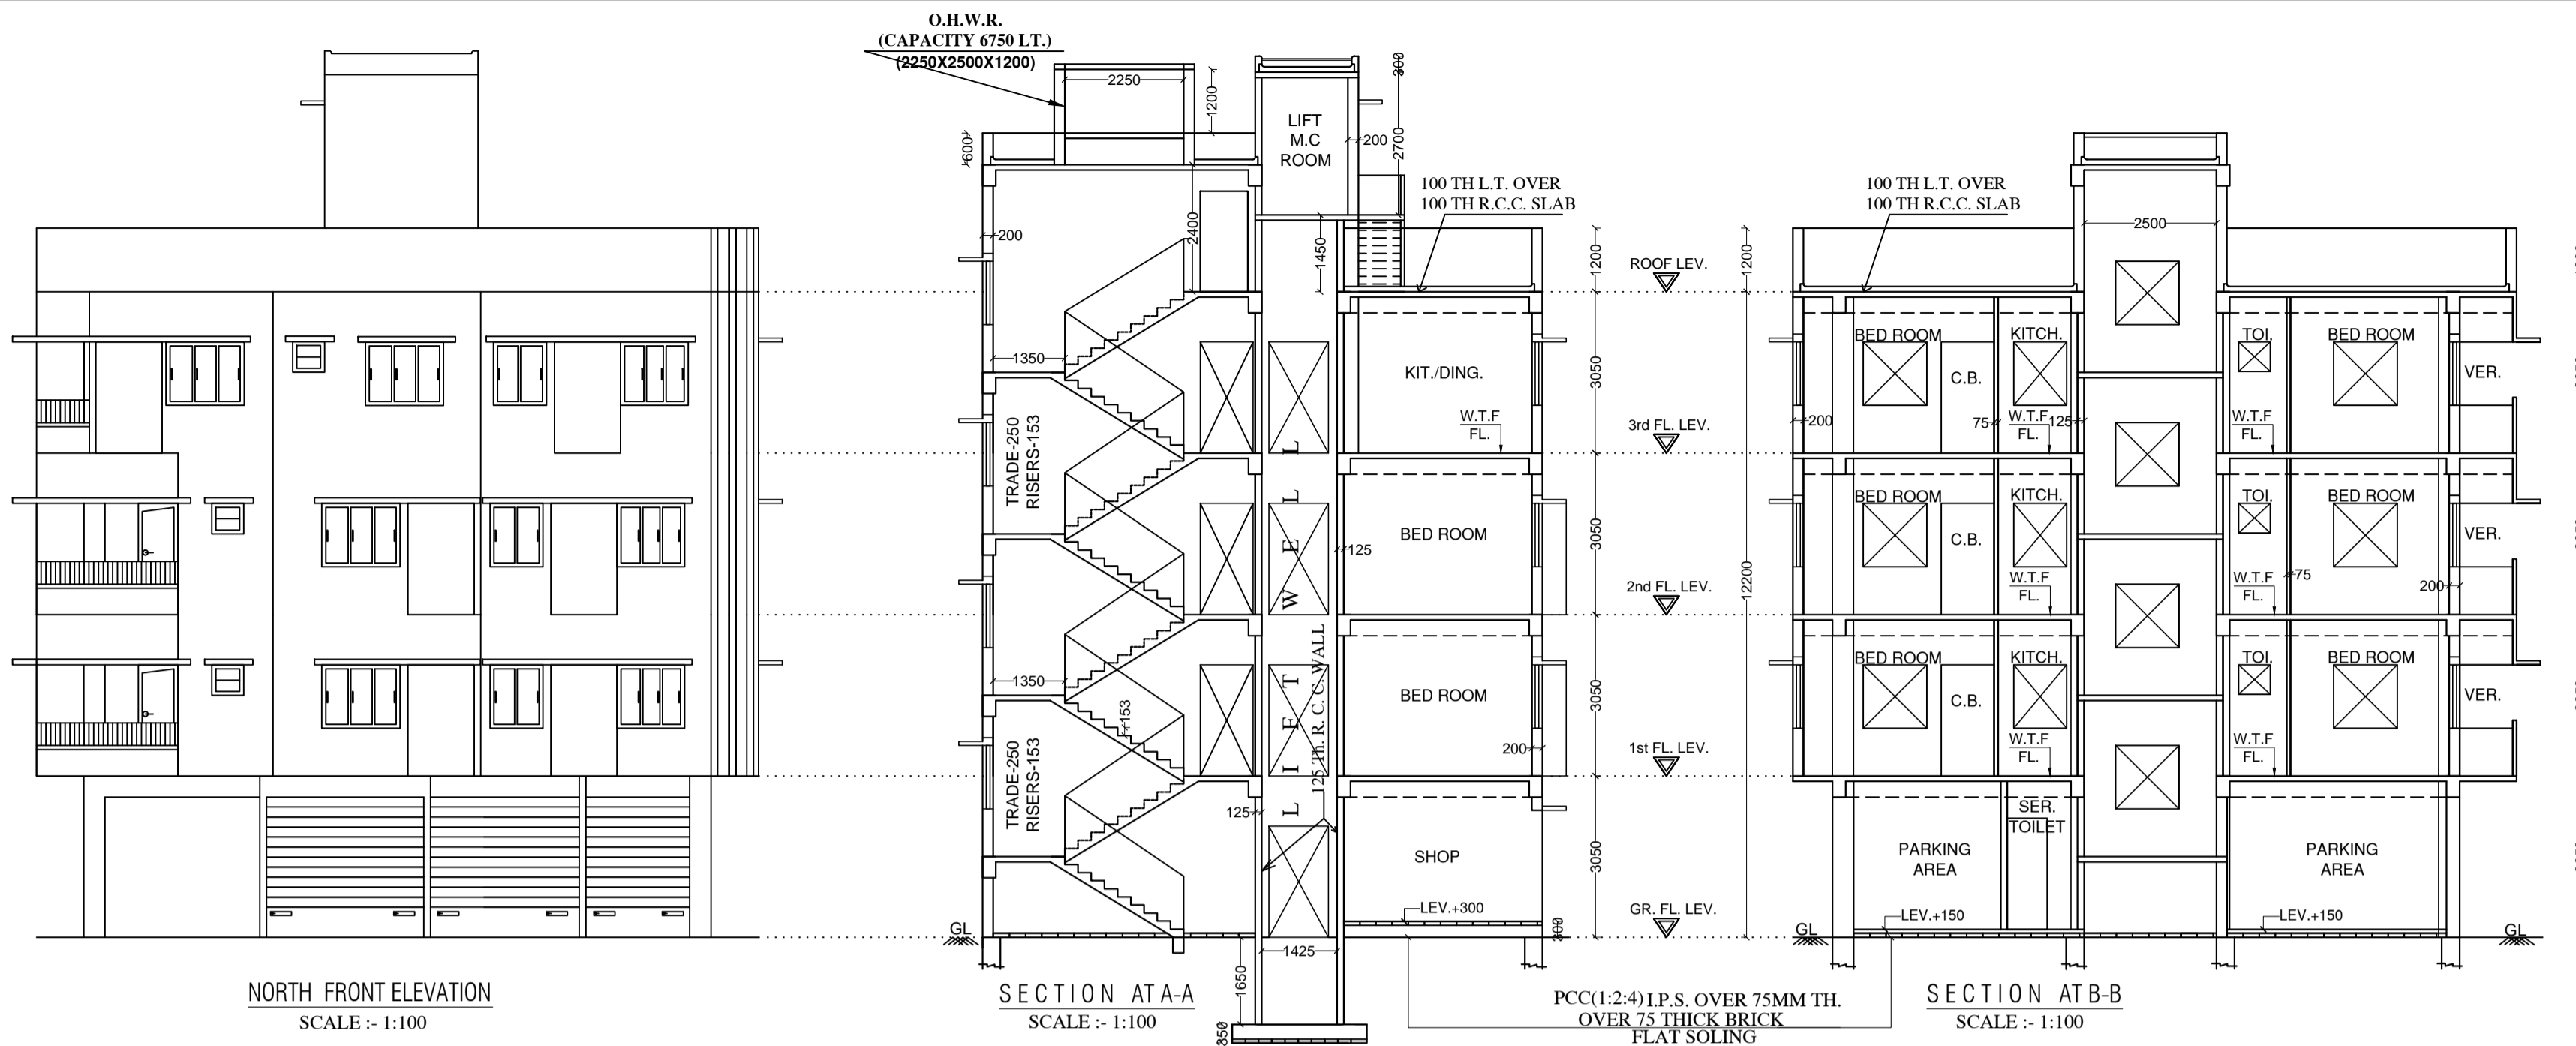 O.H.W.R.
(CAPACITY 6750 LT.)
(2250X2500X1200)
2250
1200
600
300
2700
200
LIFT
M.C
ROOM
100 TH L.T. OVER
100 TH R.C.C. SLAB
200
2400
1450
1200
1350
KIT./DING.
W.T.F
FL.
3050
TRADE-250
RISERS-153
BED ROOM
125
3050
1350
153
BED ROOM
200
3050
TRADE-250
RISERS-153
LIFT WELL
125 Th. R. C. C. WALL
125
SHOP
LEV.+300
3050
300
GL
1425
1650
350
ROOF LEV.
3rd FL. LEV.
2nd FL. LEV.
1st FL. LEV.
GR. FL. LEV.
1200
12200
100 TH L.T. OVER
100 TH R.C.C. SLAB
2500
BED ROOM
KITCH.
TOI.
BED ROOM
C.B.
VER.
200
75
W.T.F
FL.
125
W.T.F
FL.
BED ROOM
KITCH.
TOI.
BED ROOM
C.B.
VER.
W.T.F
FL.
W.T.F
FL.
75
200
BED ROOM
KITCH.
TOI.
BED ROOM
C.B.
VER.
W.T.F
FL.
W.T.F
FL.
SER.
TOILET
PARKING
AREA
PARKING
AREA
LEV.+150
LEV.+150
GL
GL
NORTH FRONT ELEVATION
SCALE :- 1:100
SECTION AT A-A
SCALE :- 1:100
PCC(1:2:4) I.P.S. OVER 75MM TH.
OVER 75 THICK BRICK
FLAT SOLING
SECTION AT B-B
SCALE :- 1:100